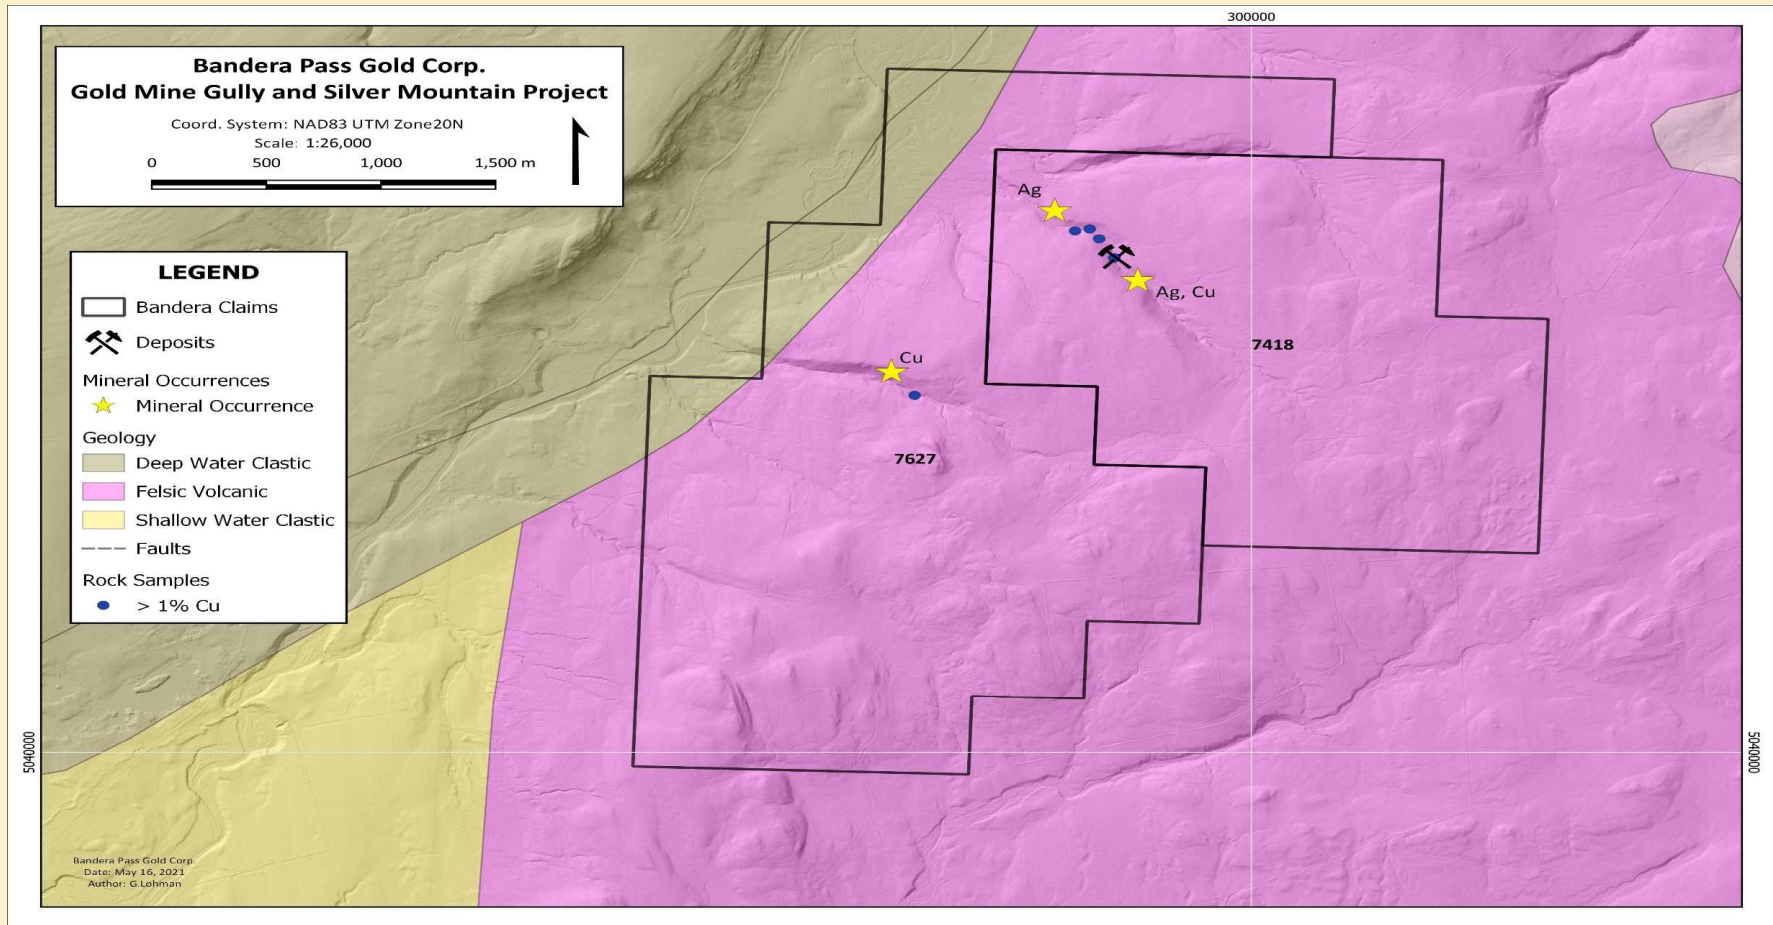 300000
Bandera Pass Gold Corp.
Gold Mine Gully and Silver Mountain Project
Coord. System: NAD83 UTM Zone20N
Scale: 1:26,000
0 500 1,000 1,500 m
LEGEND
Bandera Claims
Deposits
Mineral Occurrences
Mineral Occurrence
Geology
Deep Water Clastic
Felsic Volcanic
Shallow Water Clastic
Faults
Rock Samples
> 1% Cu
Ag
Ag, Cu
7418
Cu
7627
5040000
5040000
Bandera Pass Gold Corp.
Date: May 16, 2021
Author: G.Lohman